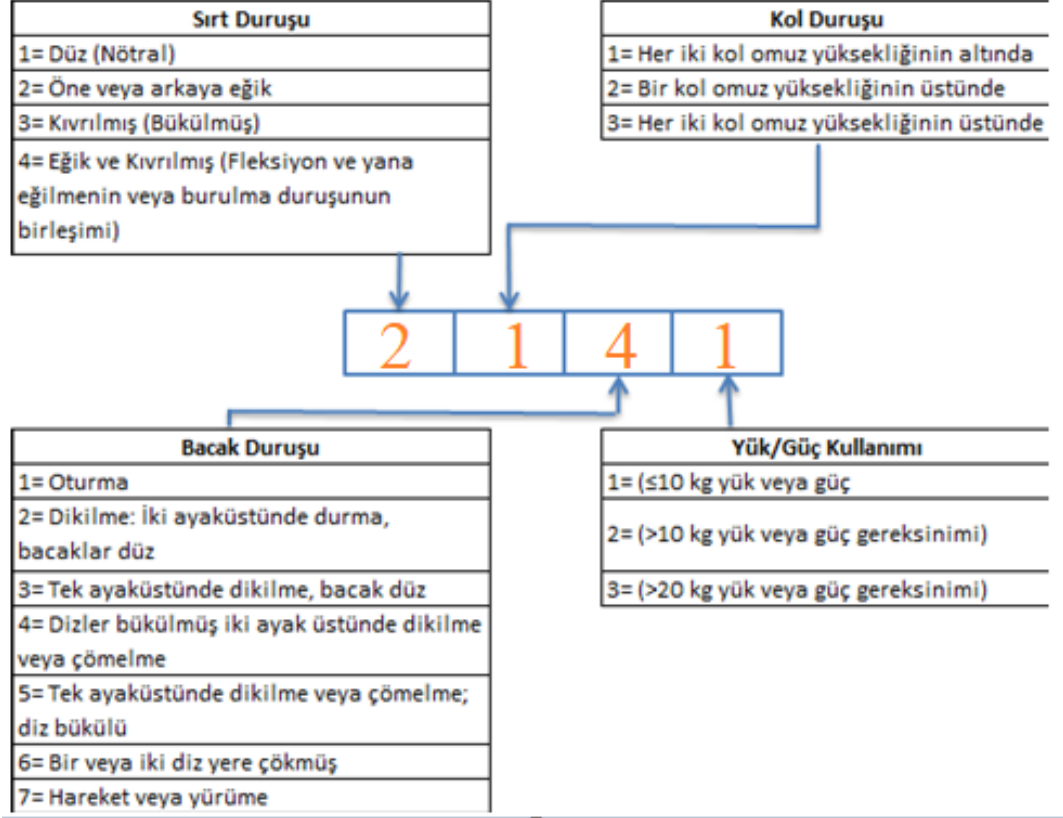 Sırt Duruşu
1= Düz (Nötral)
2= Öne veya arkaya eğik
3= Kıvrılmış (Bükülmüş)
4= Eğik ve Kıvrılmış (Fleksiyon ve yana
eğilmenin veya burulma duruşunun
birleşimi)
Kol Duruşu
1= Her iki kol omuz yüksekliğinin altında
2= Bir kol omuz yüksekliğinin üstünde
3= Her iki kol omuz yüksekliğinin üstünde
2 1 4 1
Bacak Duruşu
1= Oturma
2= Dikilme: İki ayaküstünde durma,
bacaklar düz
3= Tek ayaküstünde dikilme, bacak düz
4= Dizler bükülmüş iki ayak üstünde dikilme
veya çömelme
5= Tek ayaküstünde dikilme veya çömelme;
diz bükülü
6= Bir veya iki diz yere çökmüş
7= Hareket veya yürüme
Yük/Güç Kullanımı
1= (≤10 kg yük veya güç
2= (>10 kg yük veya güç gereksinimi)
3= (>20 kg yük veya güç gereksinimi)